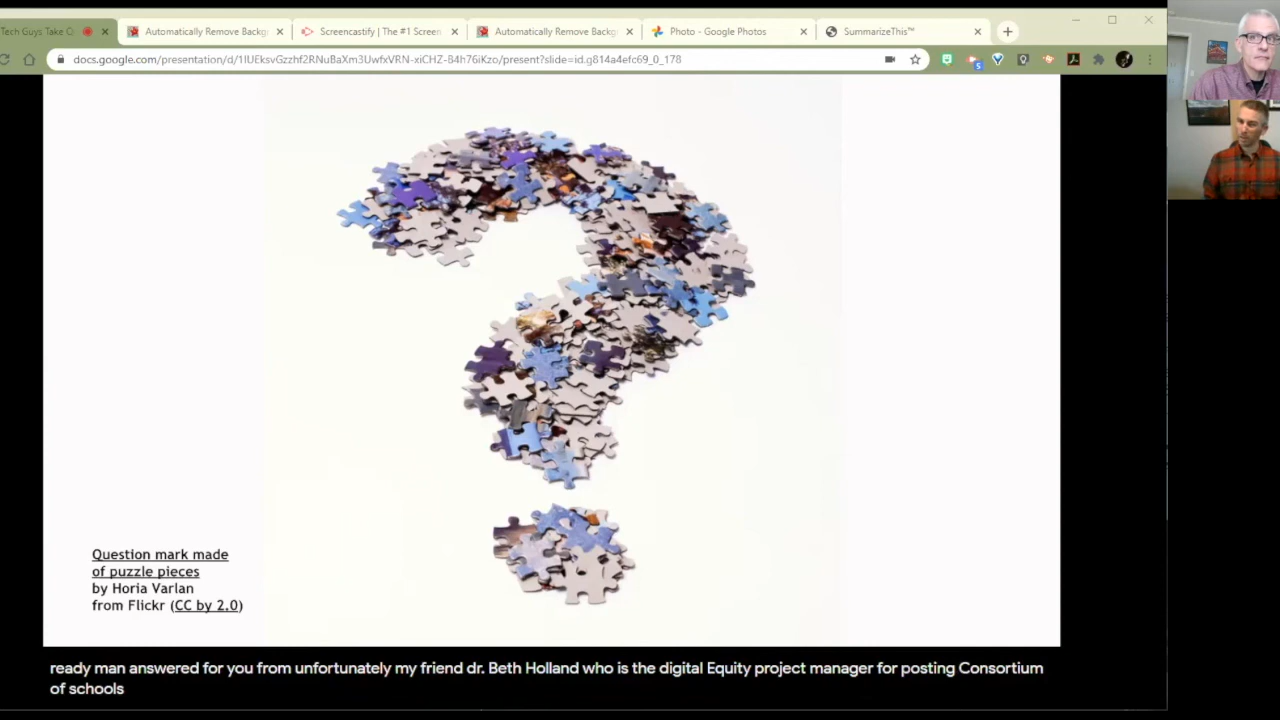 Tech Guys Take Q
Automatically Remove Backg
Screencastify | The #1 Screen
Automatically Remove Backg
Photo - Google Photos
SummarizeThis™
docs.google.com/presentation/d/1IUEksvGzzhf2RNuBaXm3UwfxVRN-xiCHZ-B4h76iKzo/present?slide=id.g814a4efc69_0_178
5
Question mark made
of puzzle pieces
by Horia Varlan
from Flickr (CC by 2.0)
ready man answered for you from unfortunately my friend dr. Beth Holland who is the digital Equity project manager for posting Consortium
of schools